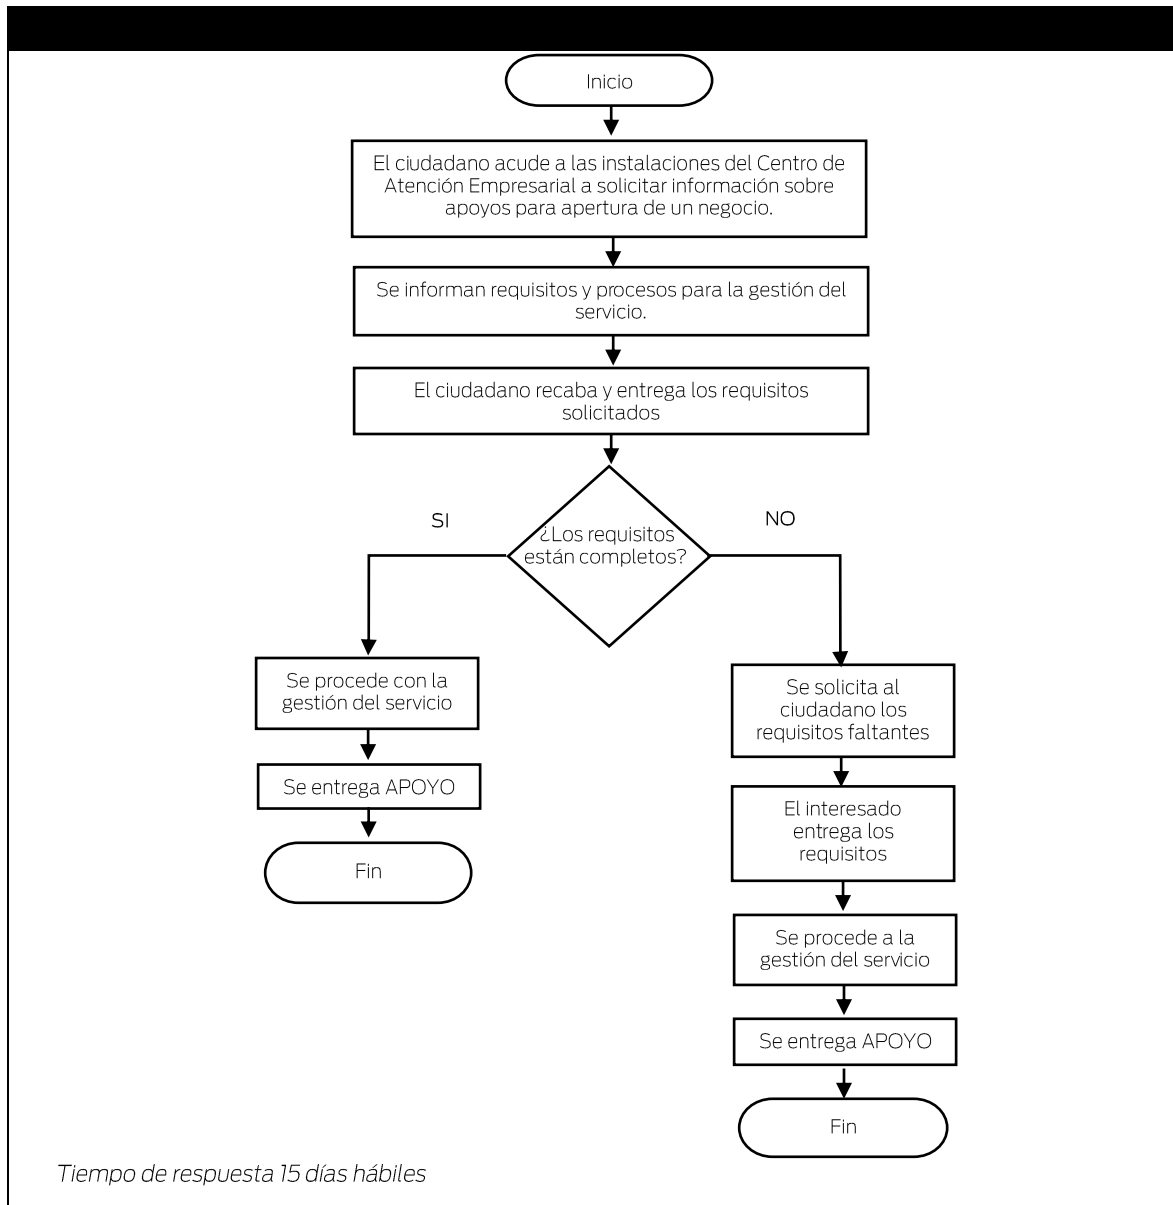 Inicio
El ciudadano acude a las instalaciones del Centro de
Atención Empresarial a solicitar información sobre
apoyos para apertura de un negocio.
Se informan requisitos y procesos para la gestión del
servicio.
El ciudadano recaba y entrega los requisitos
solicitados
¿Los requisitos
están completos?
SI
NO
Se procede con la
gestión del servicio
Se entrega APOYO
Fin
Se solicita al
ciudadano los
requisitos faltantes
El interesado
entrega los
requisitos
Se procede a la
gestión del servicio
Se entrega APOYO
Fin
Tiempo de respuesta 15 días hábiles